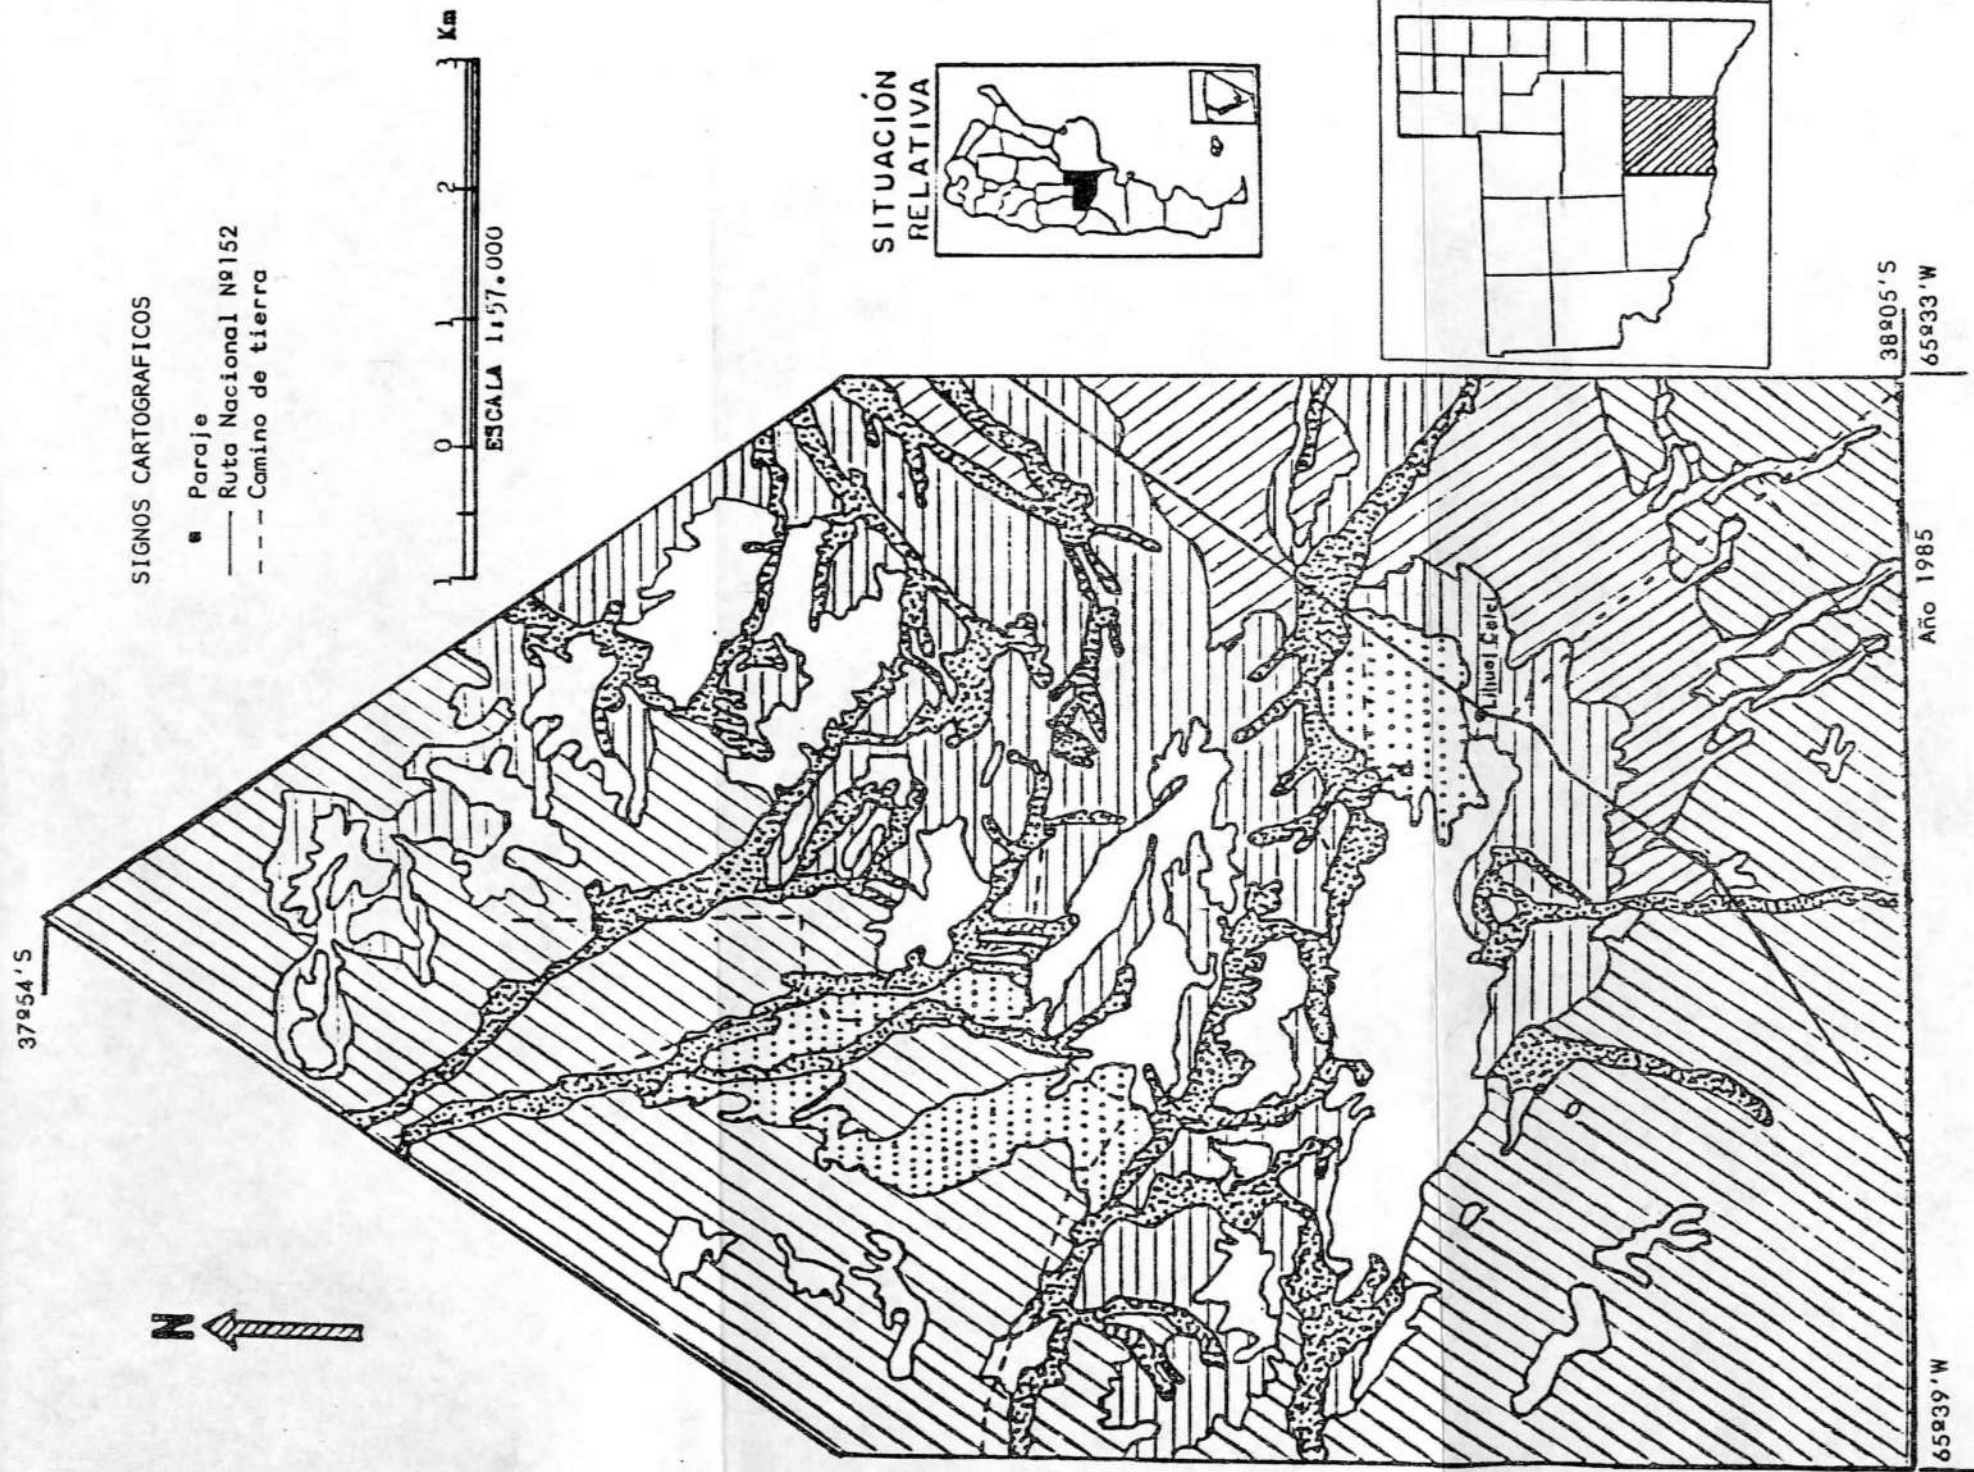 SIGNOS CARTOGRAFICOS
Paraje
Ruta Nacional Nº152
Camino de tierra
1 0 1 2 3 Km
ESCALA 1:57.000
SITUACIÓN
RELATIVA
N
37º54'S
Lihuel Calel
38º05'S
65º33'W
65º39'W
Año 1985